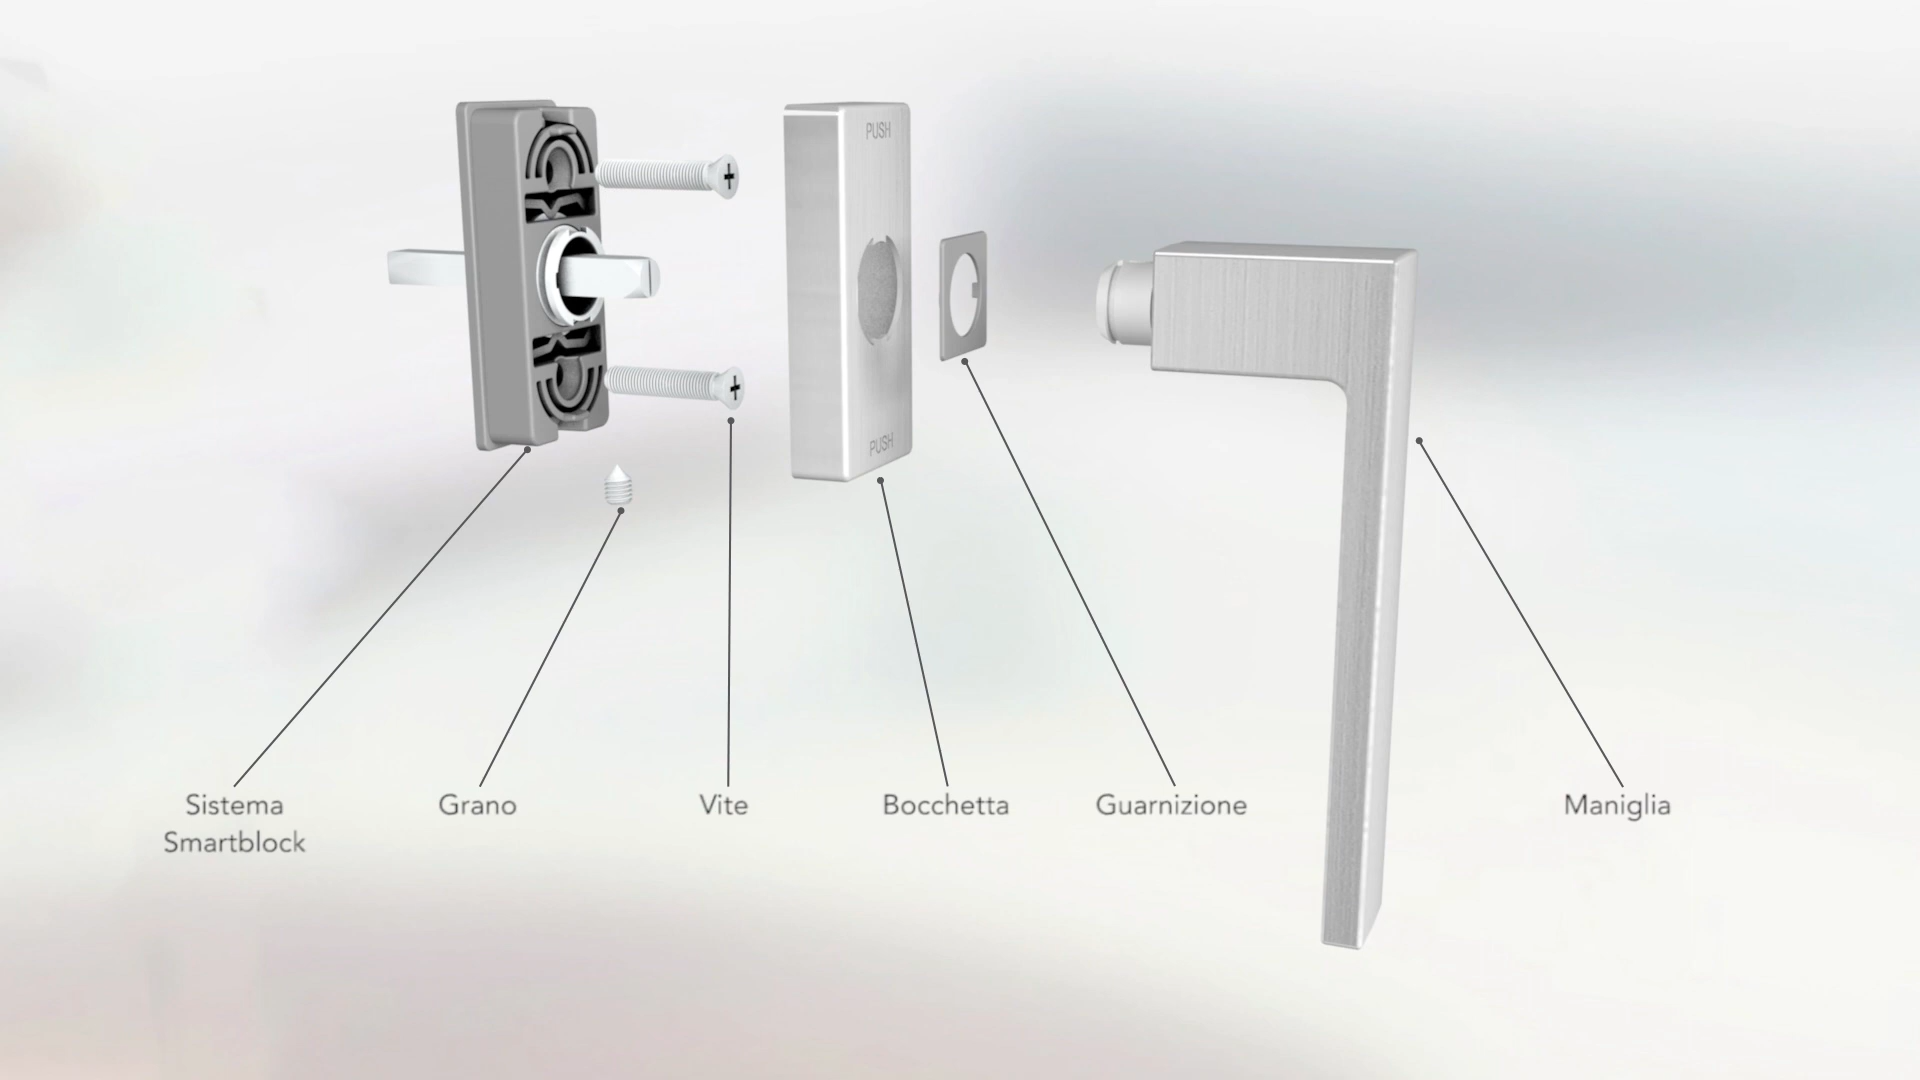 PUSH
PUSH
Sistema
Smartblock
Grano
Vite
Bocchetta
Guarnizione
Maniglia